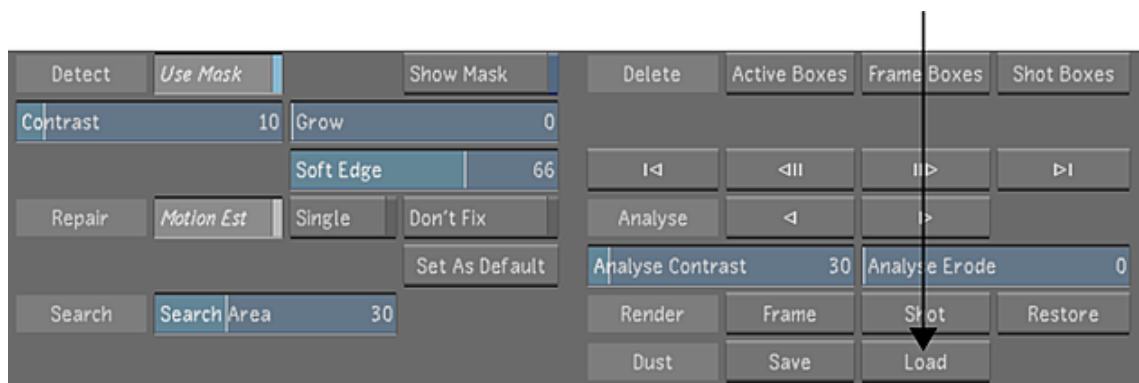 Detect Use Mask Show Mask Delete Active Boxes Frame Boxes Shot Boxes
Contrast 10 Grow 0
Soft Edge 66
Repair Motion Est Single Don't Fix Analyse
Set As Default Analyse Contrast 30 Analyse Erode 0
Search Search Area 30 Render Frame Shot Restore
Dust Save Load